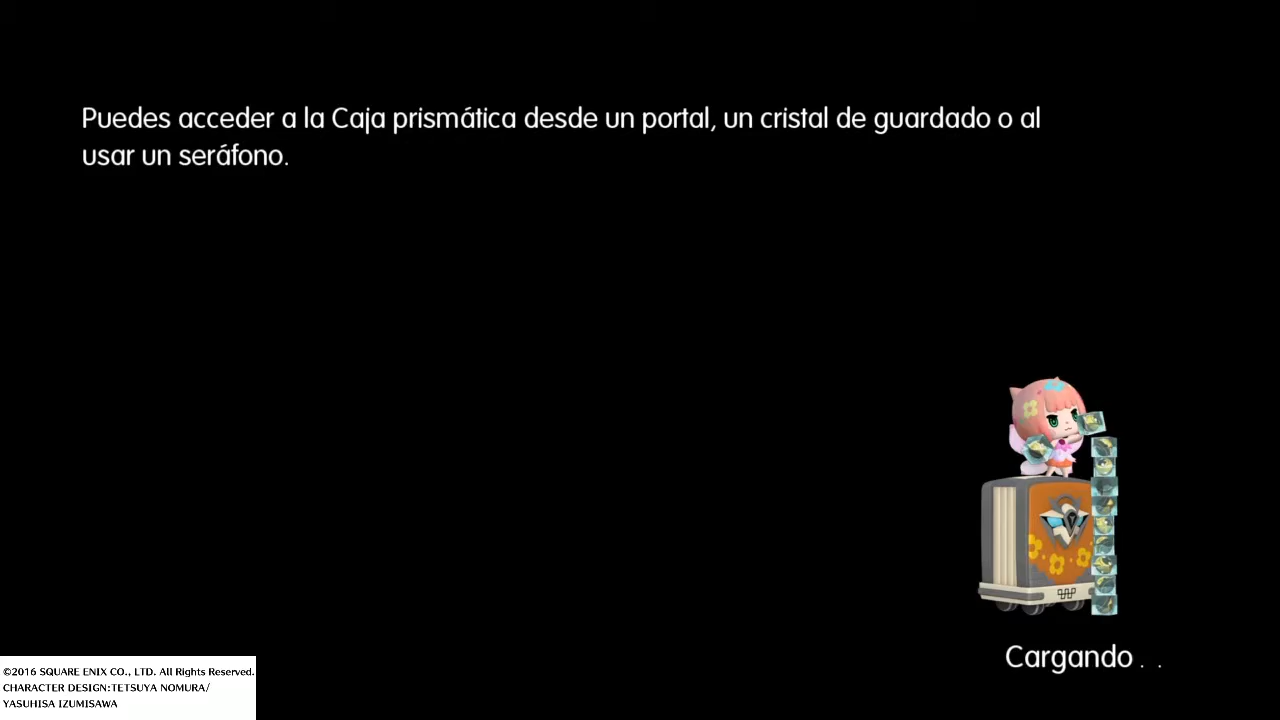 Puedes acceder a la Caja prismática desde un portal, un cristal de guardado o al
usar un seráfono.
Cargando . .
©2016 SQUARE ENIX CO., LTD. All Rights Reserved.
CHARACTER DESIGN:TETSUYA NOMURA/
YASUHISA IZUMISAWA